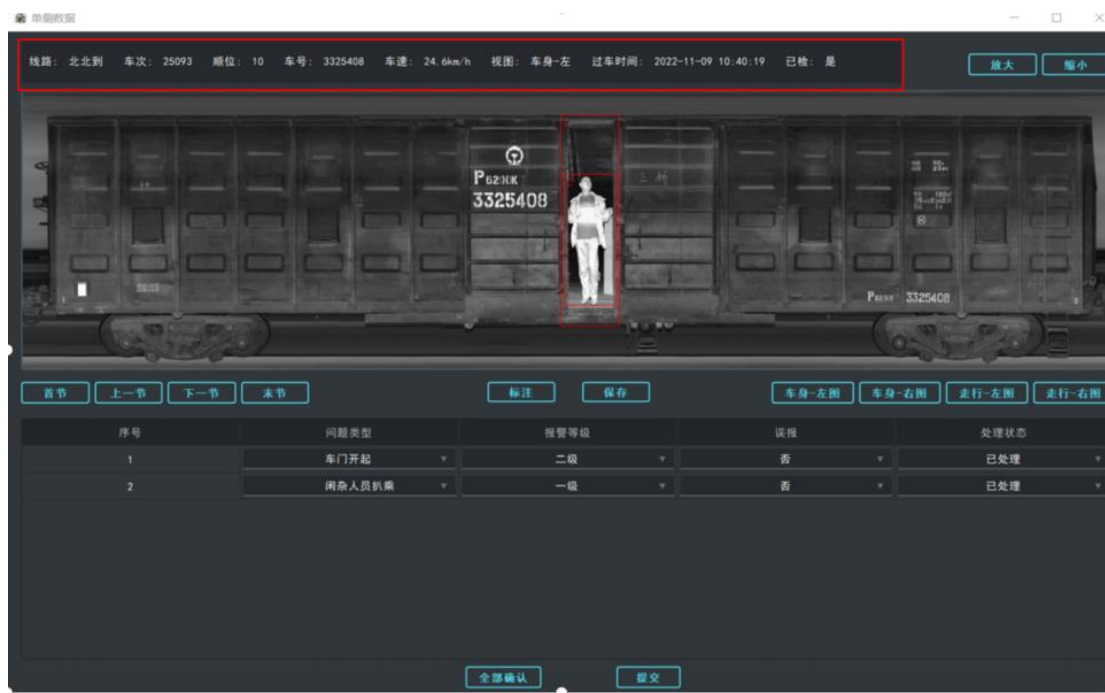 单侧数据
线路: 北北到 车次: 25093 顺位: 10 车号: 3325408 车速: 24.6km/h 视图: 车身-左 过车时间: 2022-11-09 10:40:19 已检: 是
放大 缩小
P
3325408
3325408
首节 上一节 下一节 末节 标注 保存 车身-左图 车身-右图 走行-左图 走行-右图
序号 问题类型 报警等级 误报 处理状态
1 车门开起 二级 否 已处理
2 闲杂人员扒乘 一级 否 已处理
全部确认 提交